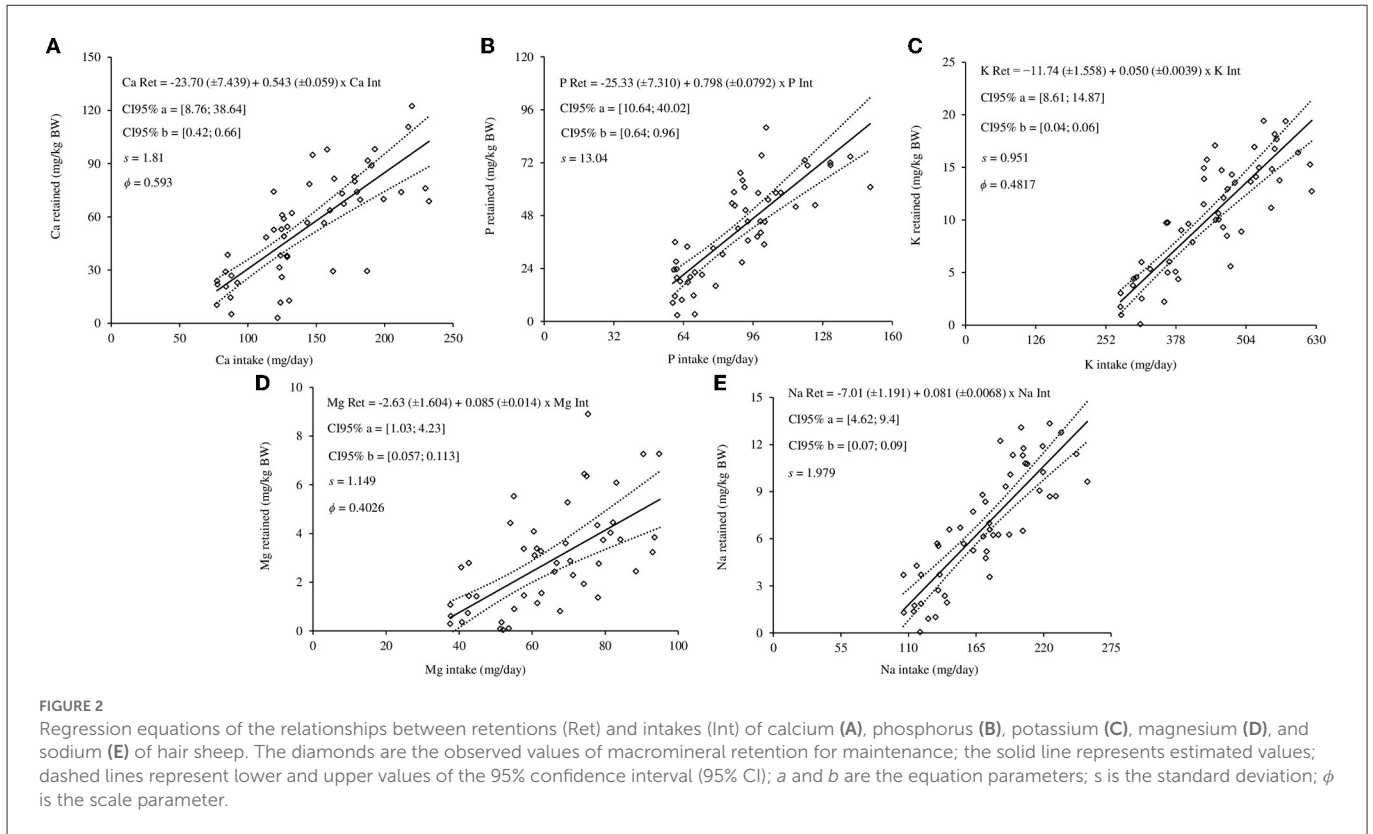 A
150
120
90
60
30
0
Ca retained (mg/kg BW)
Ca Ret = -23.70 (±7.439) + 0.543 (±0.059) x Ca Int
CI95% a = [8.76; 38.64]
CI95% b = [0.42; 0.66]
s = 1.81
ϕ = 0.593
0 50 100 150 200 250
Ca intake (mg/day)
B
120
96
72
48
24
0
P retained (mg/kg BW)
P Ret = -25.33 (±7.310) + 0.798 (±0.0792) x P Int
CI95% a = [10.64; 40.02]
CI95% b = [0.64; 0.96]
s = 13.04
0 32 64 96 128 160
P intake (mg/day)
C
25
20
15
10
5
0
K retained (mg/kg BW)
K Ret = −11.74 (±1.558) + 0.050 (±0.0039) x K Int
CI95% a = [8.61; 14.87]
CI95% b = [0.04; 0.06]
s = 0.951
ϕ = 0.4817
0 126 252 378 504 630
K intake (mg/day)
D
10
8
6
4
2
0
Mg retained (mg/kg BW)
Mg Ret = -2.63 (±1.604) + 0.085 (±0.014) x Mg Int
CI95% a = [1.03; 4.23]
CI95% b = [0.057; 0.113]
s = 1.149
ϕ = 0.4026
0 20 40 60 80 100
Mg intake (mg/day)
E
15
12
9
6
3
0
Na retained (mg/kg BW)
Na Ret = -7.01 (±1.191) + 0.081 (±0.0068) x Na Int
CI95% a = [4.62; 9.4]
CI95% b = [0.07; 0.09]
s = 1.979
0 55 110 165 220 275
Na intake (mg/day)
FIGURE 2
Regression equations of the relationships between retentions (Ret) and intakes (Int) of calcium (A), phosphorus (B), potassium (C), magnesium (D), and
sodium (E) of hair sheep. The diamonds are the observed values of macromineral retention for maintenance; the solid line represents estimated values;
dashed lines represent lower and upper values of the 95% confidence interval (95% CI); a and b are the equation parameters; s is the standard deviation; ϕ
is the scale parameter.